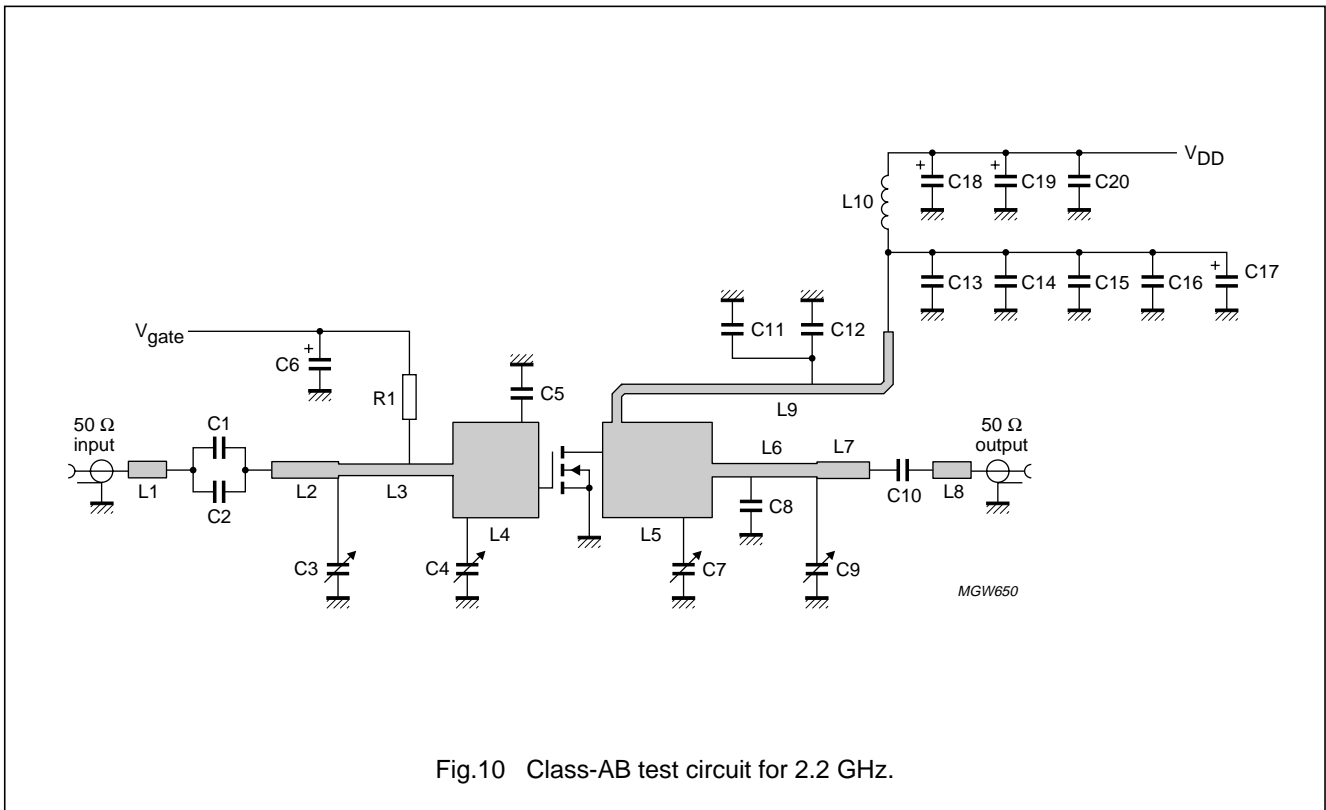 VDD
C18
C19
C20
L10
C13
C14
C15
C16
C17
+
+
+
C11
C12
Vgate
+
C6
R1
C5
L9
50 Ω
input
C1
C2
L1
L2
L3
L4
L5
L6
L7
C10
L8
50 Ω
output
C3
C4
C7
C8
C9
MGW650
Fig.10 Class-AB test circuit for 2.2 GHz.